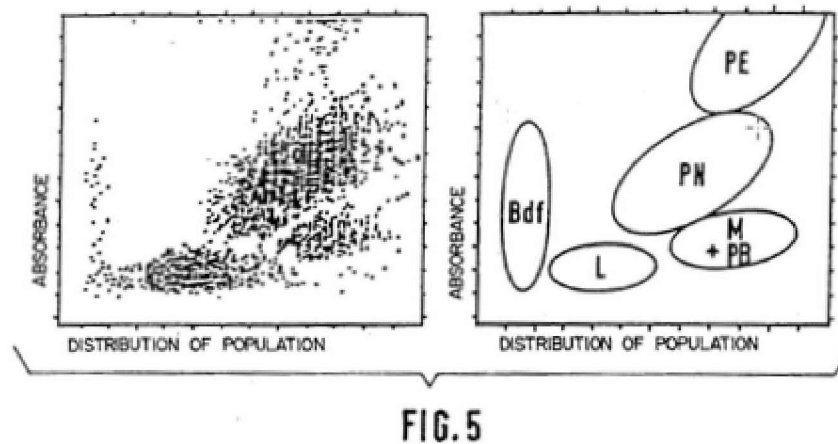 ABSORBANCE
DISTRIBUTION OF POPULATION
ABSORBANCE
PE
PN
Bdf
M
+ PB
L
DISTRIBUTION OF POPULATION
FIG.5